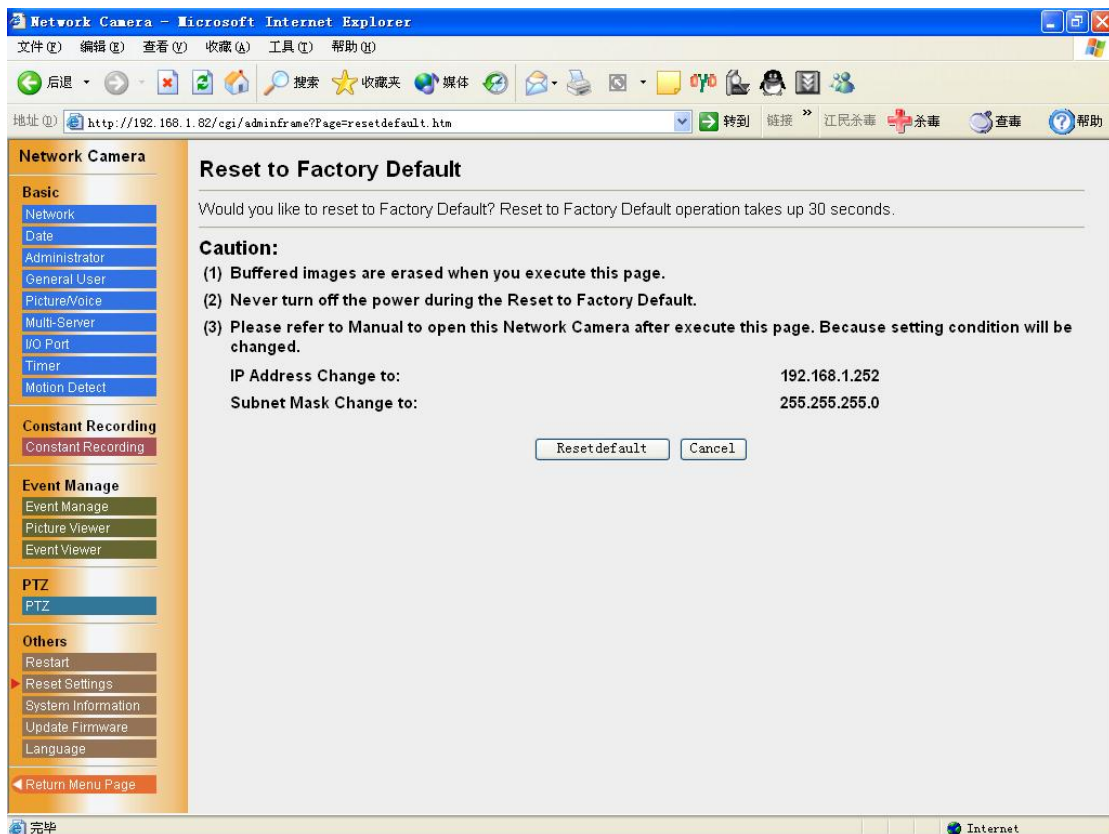 Network Camera - Microsoft Internet Explorer
文件(F) 编辑(E) 查看(V) 收藏(A) 工具(T) 帮助(H)
后退 搜索 收藏夹 媒体
地址(D) http://192.168.1.82/cgi/adminframe?Page=resetdefault.htm 转到 链接 » 江民杀毒 杀毒 查毒 帮助
Network Camera
Basic
Network
Date
Administrator
General User
Picture/Voice
Multi-Server
I/O Port
Timer
Motion Detect
Constant Recording
Constant Recording
Event Manage
Event Manage
Picture Viewer
Event Viewer
PTZ
PTZ
Others
Restart
Reset Settings
System Information
Update Firmware
Language
Return Menu Page
Reset to Factory Default
Would you like to reset to Factory Default? Reset to Factory Default operation takes up 30 seconds.
Caution:
(1) Buffered images are erased when you execute this page.
(2) Never turn off the power during the Reset to Factory Default.
(3) Please refer to Manual to open this Network Camera after execute this page. Because setting condition will be
changed.
IP Address Change to: 192.168.1.252
Subnet Mask Change to: 255.255.255.0
Resetdefault Cancel
完毕 Internet